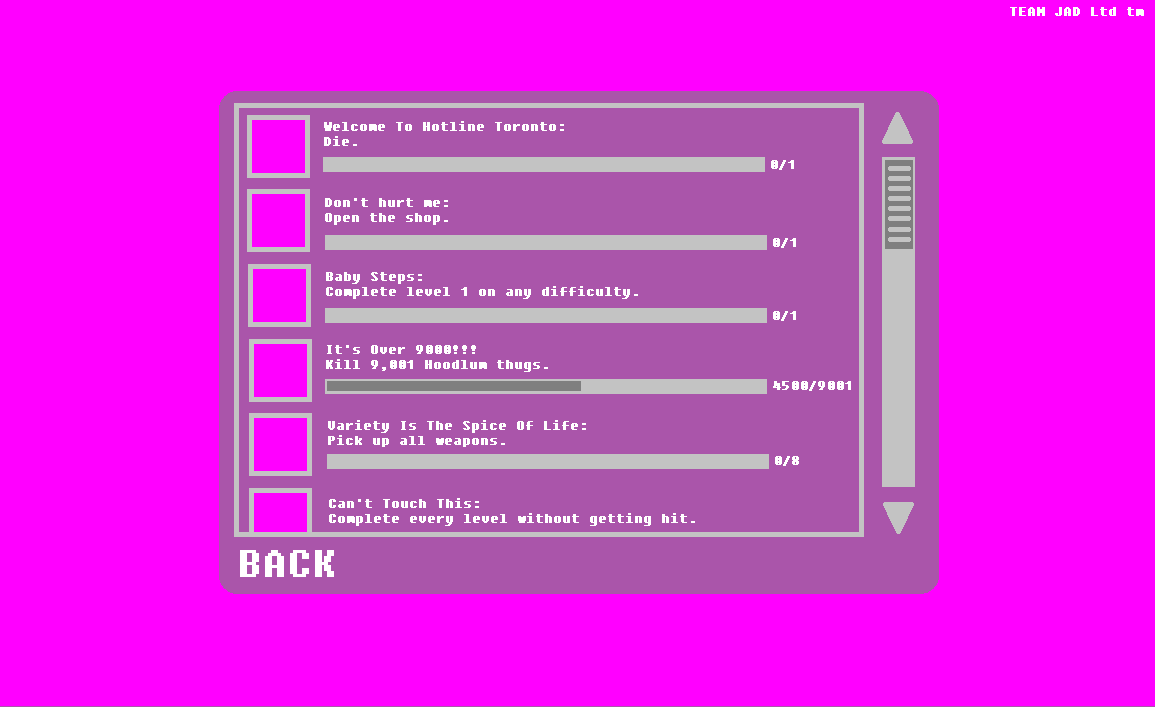 TEAM JAD Ltd tm
Welcome To Hotline Toronto:
Die.
0/1
Don't hurt me:
Open the shop.
0/1
Baby Steps:
Complete level 1 on any difficulty.
0/1
It's Over 9000!!!
Kill 9,001 Hoodlum thugs.
4500/9001
Variety Is The Spice Of Life:
Pick up all weapons.
0/8
Can't Touch This:
Complete every level without getting hit.
BACK